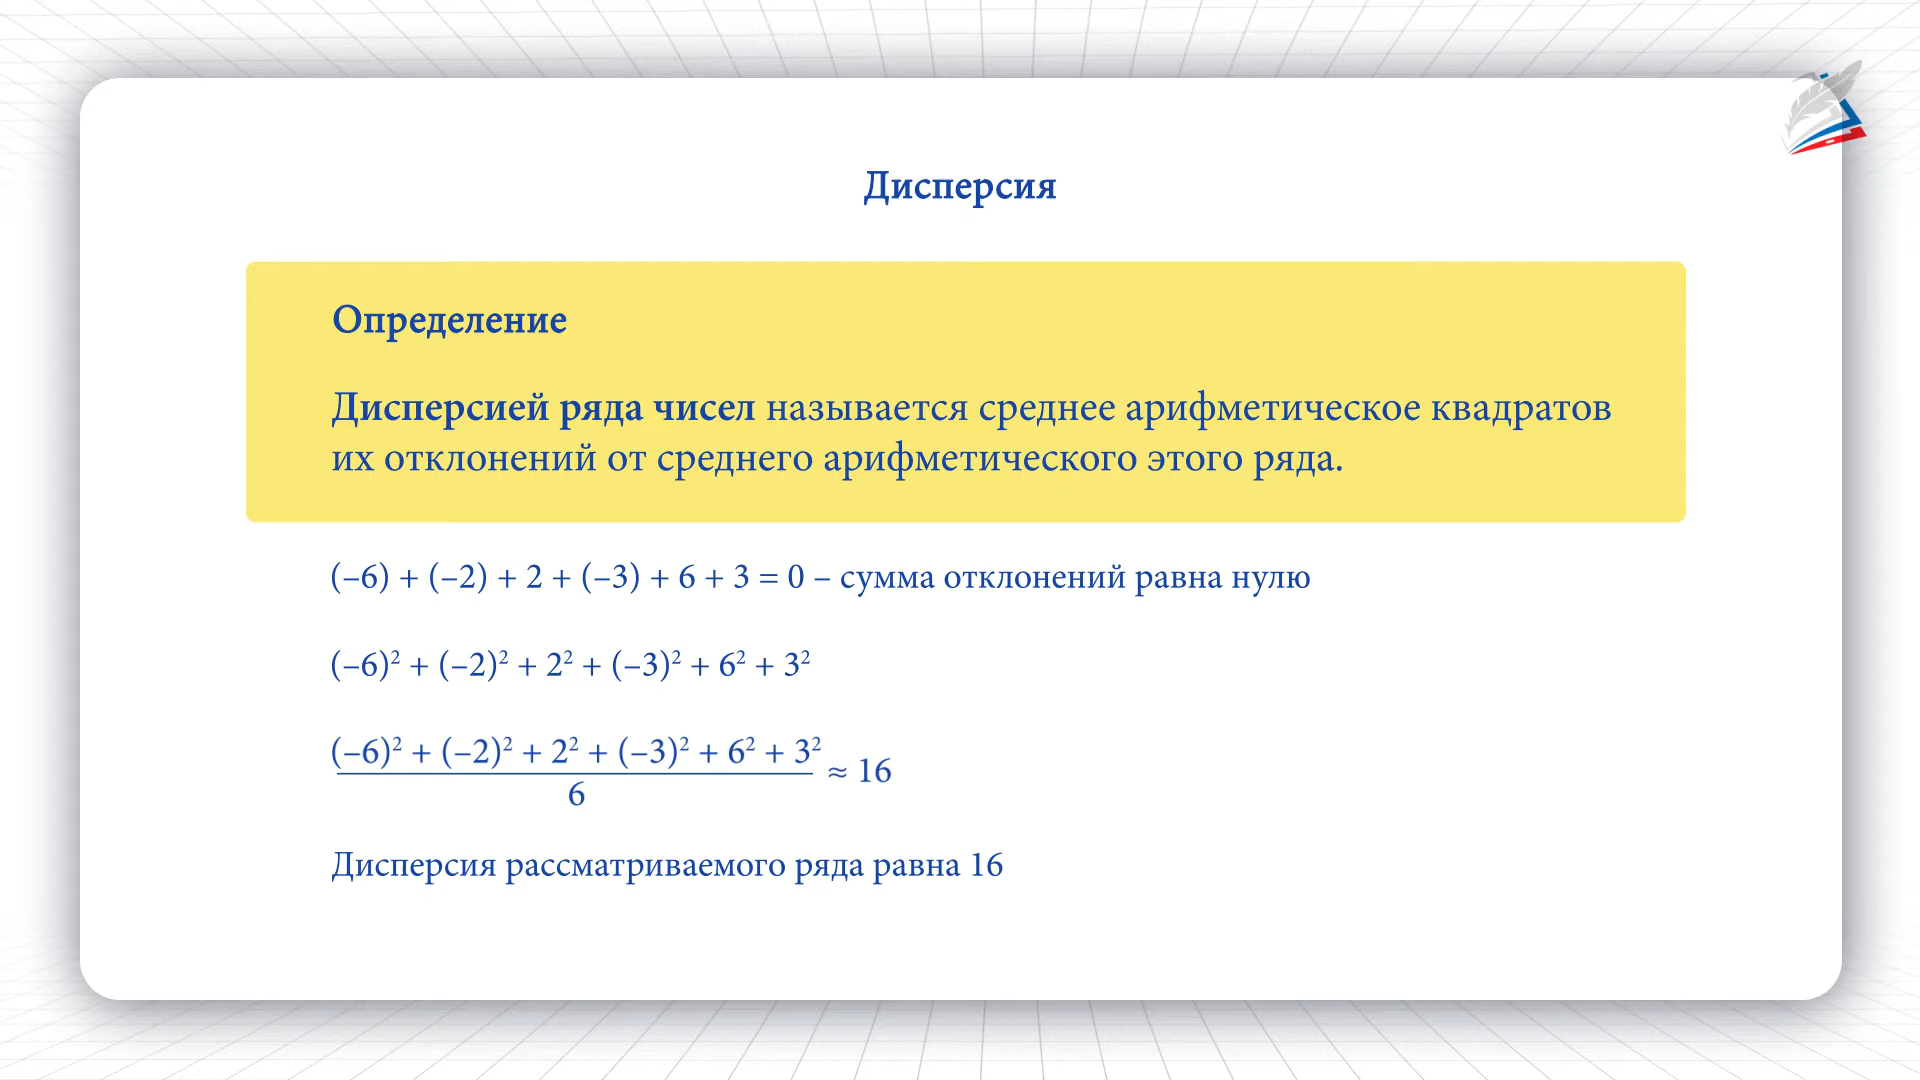 Дисперсия
Определение
Дисперсией ряда чисел называется среднее арифметическое квадратов
их отклонений от среднего арифметического этого ряда.
(–6) + (–2) + 2 + (–3) + 6 + 3 = 0 – сумма отклонений равна нулю
(–6)² + (–2)² + 2² + (–3)² + 6² + 3²
(–6)² + (–2)² + 2² + (–3)² + 6² + 3²
≈ 16
6
Дисперсия рассматриваемого ряда равна 16